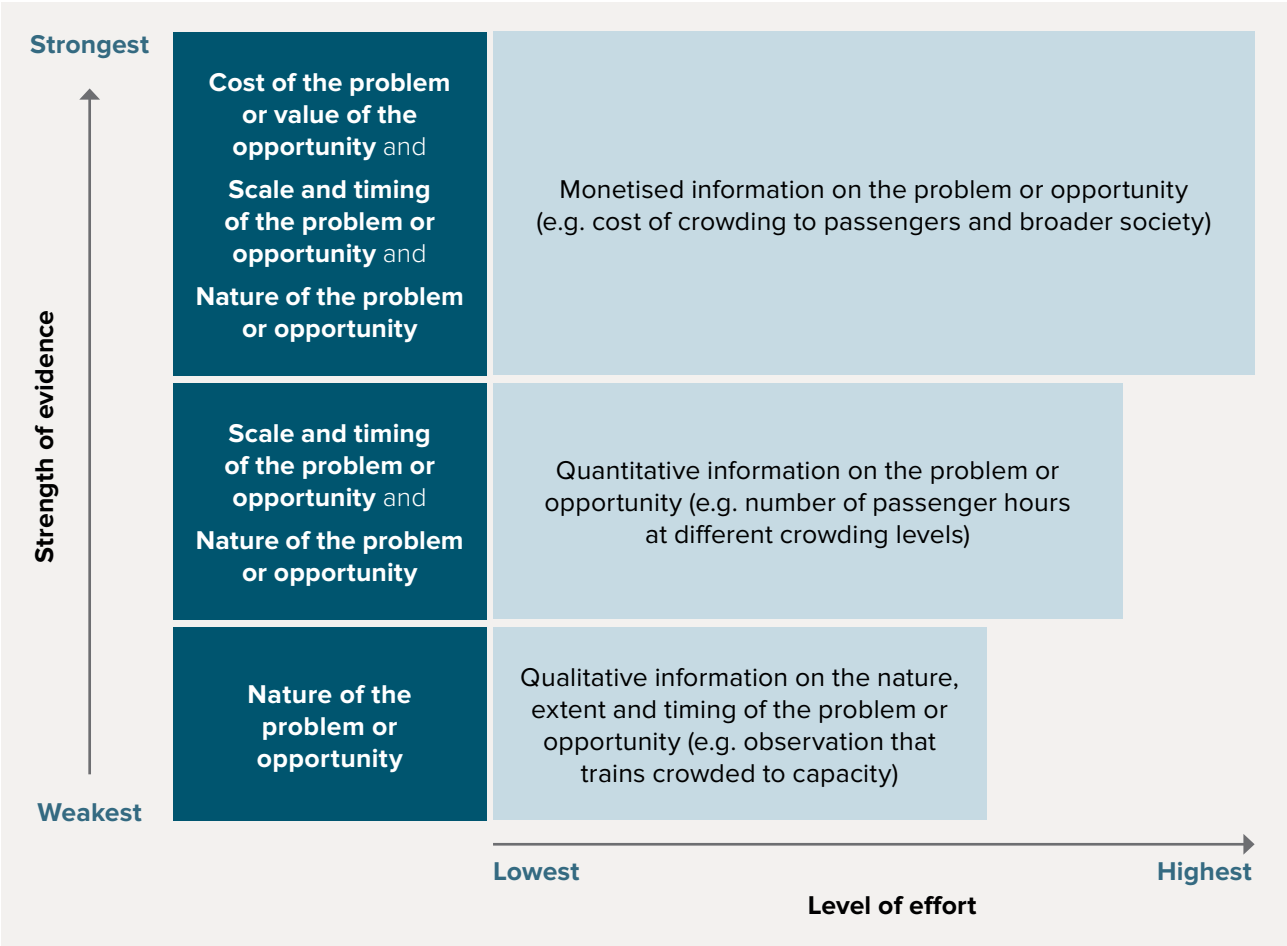 Strongest
Cost of the problem
or value of the
opportunity and
Scale and timing
of the problem or
opportunity and
Nature of the problem
or opportunity
Monetised information on the problem or opportunity
(e.g. cost of crowding to passengers and broader society)
Strength of evidence
Scale and timing
of the problem or
opportunity and
Nature of the problem
or opportunity
Quantitative information on the problem or
opportunity (e.g. number of passenger hours
at different crowding levels)
Nature of the
problem or
opportunity
Qualitative information on the nature,
extent and timing of the problem or
opportunity (e.g. observation that
trains crowded to capacity)
Weakest
Lowest
Highest
Level of effort